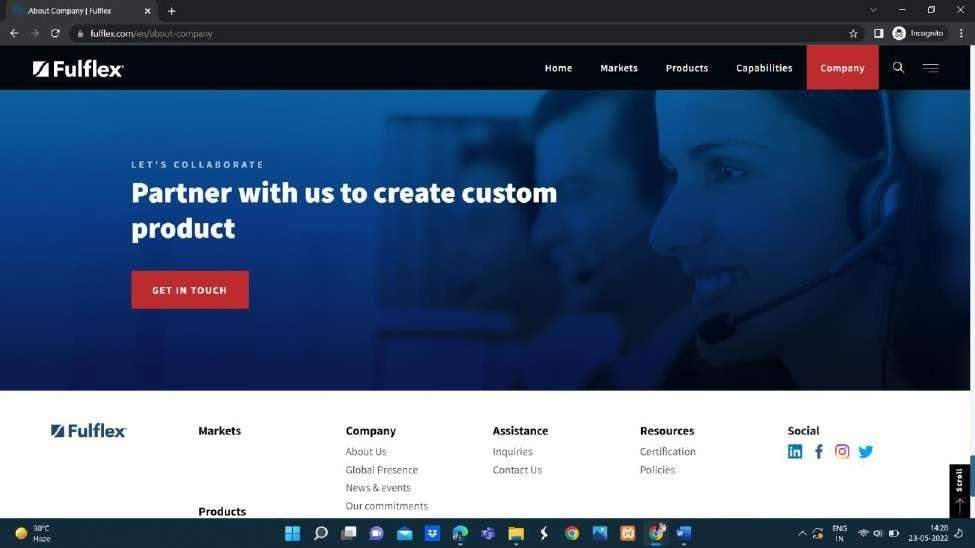 About Company | Fulflex
fulflex.com/en/about-company
Incognito
Fulflex
Home Markets Products Capabilities Company
LET'S COLLABORATE
Partner with us to create custom
product
GET IN TOUCH
Fulflex
Markets
Products
Company
About Us
Global Presence
News & events
Our commitments
Assistance
Inquiries
Contact Us
Resources
Certification
Policies
Social
Scroll
30°C
Haze
ENG
IN
14:28
23-05-2022